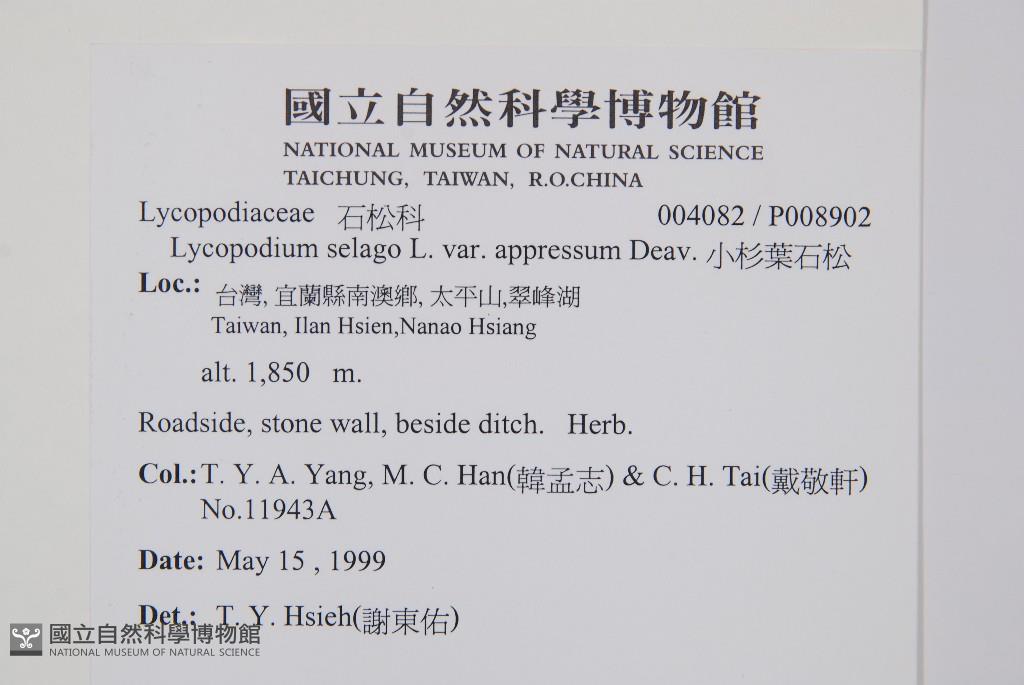 國立自然科學博物館
NATIONAL MUSEUM OF NATURAL SCIENCE
TAICHUNG, TAIWAN, R.O.CHINA
Lycopodiaceae 石松科 004082 / P008902
Lycopodium selago L. var. appressum Deav. 小杉葉石松
Loc.: 台灣, 宜蘭縣南澳鄉, 太平山,翠峰湖
Taiwan, Ilan Hsien,Nanao Hsiang
alt. 1,850 m.
Roadside, stone wall, beside ditch. Herb.
Col.: T. Y. A. Yang, M. C. Han(韓孟志) & C. H. Tai(戴敬軒)
No.11943A
Date: May 15 , 1999
Det.: T. Y. Hsieh(謝東佑)
國立自然科學博物館
NATIONAL MUSEUM OF NATURAL SCIENCE